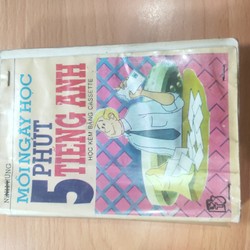 MỖI NGÀY HỌC
5 PHÚT
TIẾNG ANH
HỌC KÈM BĂNG CASSETTE